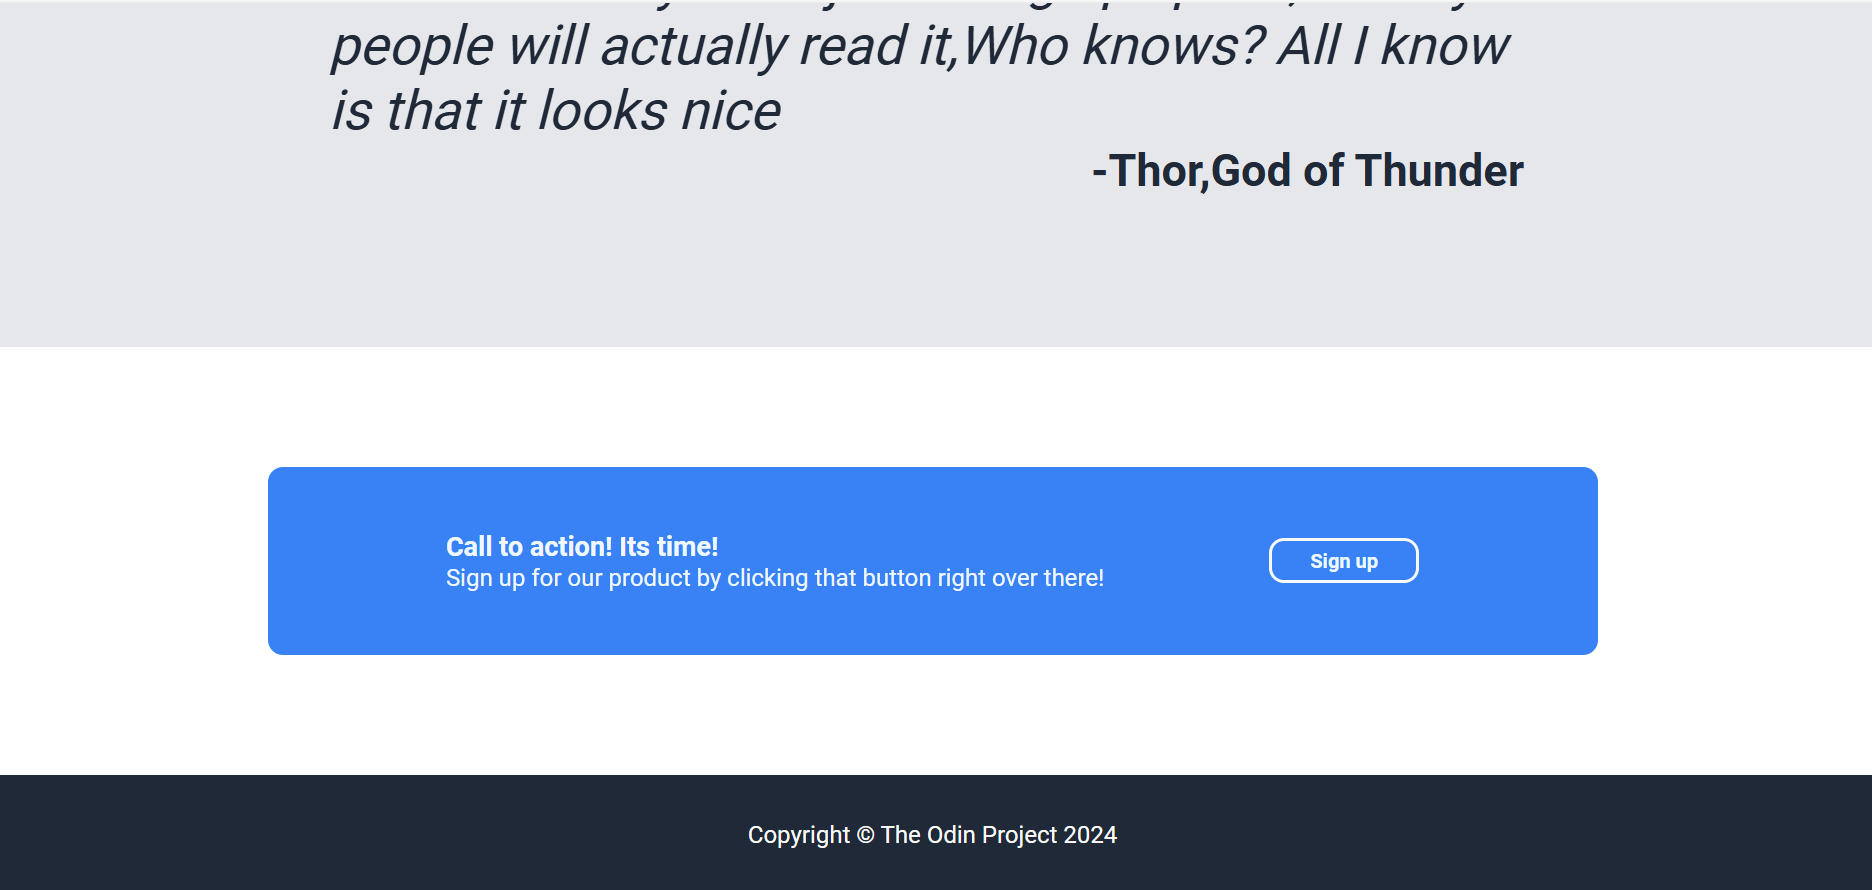 people will actually read it,Who knows? All I know
is that it looks nice
-Thor,God of Thunder
Call to action! Its time!
Sign up for our product by clicking that button right over there!
Sign up
Copyright © The Odin Project 2024